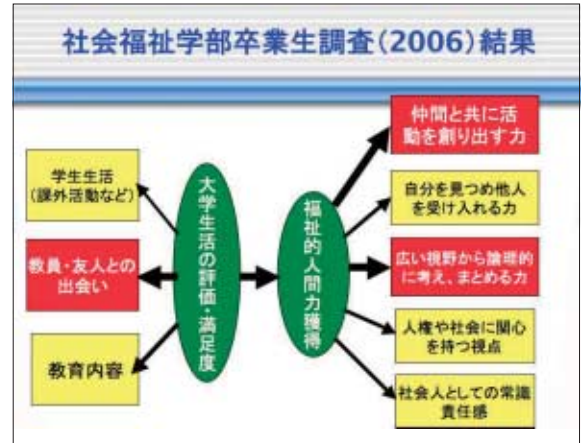 社会福祉学部卒業生調査(2006)結果
学生生活
(課外活動など)
教員・友人との
出会い
教育内容
大学生活の評価・満足度
福祉的人間力獲得
仲間と共に活
動を創り出す力
自分を見つめ他人
を受け入れる力
広い視野から論理的
に考え、まとめる力
人権や社会に関心
を持つ視点
社会人としての常識
責任感